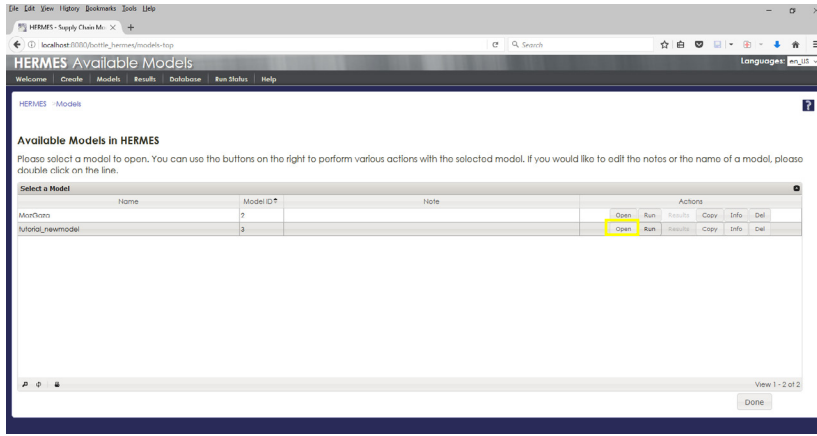 File Edit View History Bookmarks Tools Help
HERMES - Supply Chain Mo
localhost:8080/bottle_hermes/models-top
Search
HERMES Available Models
Languages: en_US
Welcome Create Models Results Database Run Status Help
HERMES >Models
?
Available Models in HERMES
Please select a model to open. You can use the buttons on the right to perform various actions with the selected model. If you would like to edit the notes or the name of a model, please
double click on the line.
Select a Model
Name Model ID Note Actions
MozGaza 2 Open Run Results Copy Info Del
tutorial_newmodel 3 Open Run Results Copy Info Del
View 1 - 2 of 2
Done